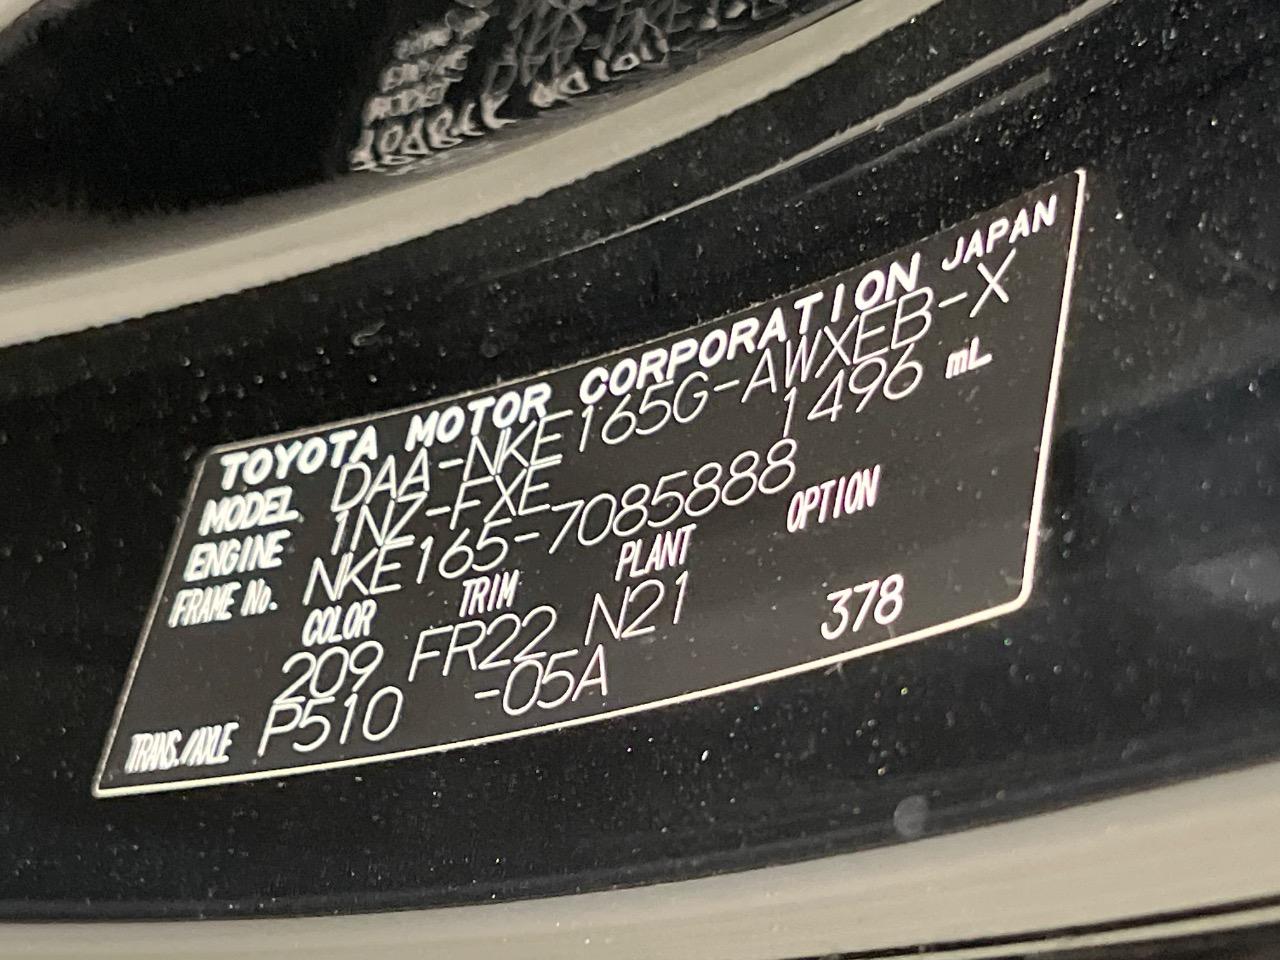 TOYOTA MOTOR CORPORATION JAPAN
MODEL DAA-NKE165G-AWXEB-X
ENGINE 1NZ-FXE 1496 mL
FRAME No. NKE165-7085888
COLOR TRIM PLANT OPTION
209 FR22 N21 378
TRANS./AXLE P510 -05A